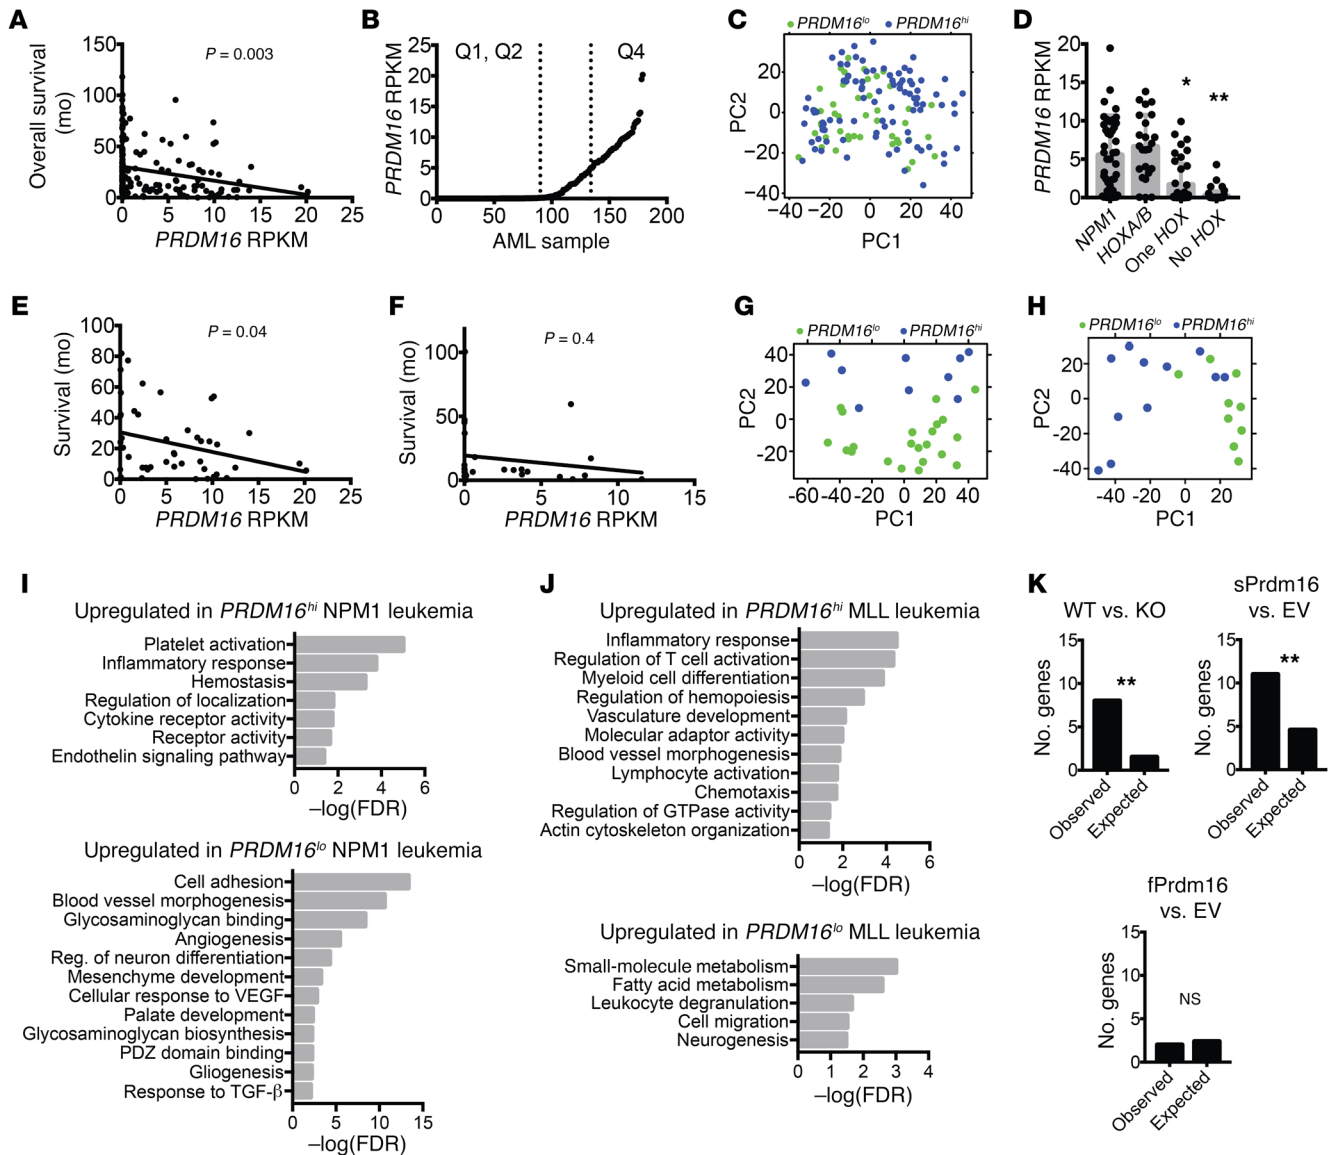 A
150
100
50
0
Overall survival
(mo)
P = 0.003
0 5 10 15 20 25
PRDM16 RPKM
B
25
20
15
10
5
0
PRDM16 RPKM
Q1, Q2
Q4
0 50 100 150 200
AML sample
C
PRDM16lo PRDM16hi
20
0
−20
−40
PC2
−40 −20 0 20 40
PC1
D
20
15
10
5
0
PRDM16 RPKM
*
**
NPM1
HOXA/B
One HOX
No HOX
E
100
80
60
40
20
0
Survival (mo)
P = 0.04
0 5 10 15 20 25
PRDM16 RPKM
F
100
50
0
Survival (mo)
P = 0.4
0 5 10 15
PRDM16 RPKM
G
PRDM16lo PRDM16hi
40
20
0
−20
PC2
−60 −40 −20 0 20 40
PC1
H
PRDM16lo PRDM16hi
20
0
−20
−40
PC2
−40 −20 0 20
PC1
I
Upregulated in PRDM16hi NPM1 leukemia
Platelet activation
Inflammatory response
Hemostasis
Regulation of localization
Cytokine receptor activity
Receptor activity
Endothelin signaling pathway
0 2 4 6
–log(FDR)
Upregulated in PRDM16lo NPM1 leukemia
Cell adhesion
Blood vessel morphogenesis
Glycosaminoglycan binding
Angiogenesis
Reg. of neuron differentiation
Mesenchyme development
Cellular response to VEGF
Palate development
Glycosaminoglycan biosynthesis
PDZ domain binding
Gliogenesis
Response to TGF-β
0 5 10 15
–log(FDR)
J
Upregulated in PRDM16hi MLL leukemia
Inflammatory response
Regulation of T cell activation
Myeloid cell differentiation
Regulation of hemopoiesis
Vasculature development
Molecular adaptor activity
Blood vessel morphogenesis
Lymphocyte activation
Chemotaxis
Regulation of GTPase activity
Actin cytoskeleton organization
0 2 4 6
–log(FDR)
Upregulated in PRDM16lo MLL leukemia
Small-molecule metabolism
Fatty acid metabolism
Leukocyte degranulation
Cell migration
Neurogenesis
0 1 2 3 4
–log(FDR)
K
WT vs. KO
15
10
5
0
No. genes
**
Observed
Expected
sPrdm16
vs. EV
15
10
5
0
No. genes
**
Observed
Expected
fPrdm16
vs. EV
15
10
5
0
No. genes
NS
Observed
Expected